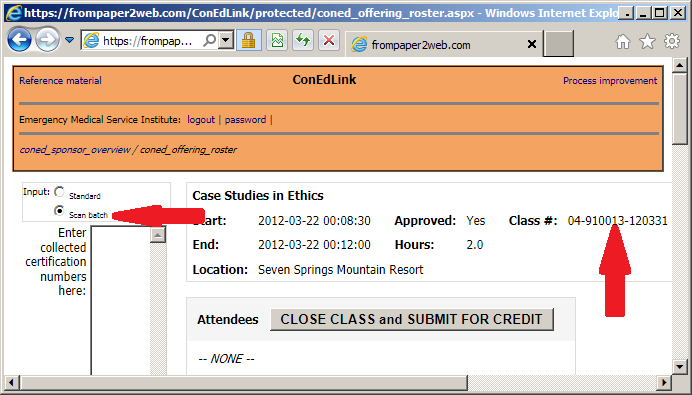 https://frompaper2web.com/ConEdLink/protected/coned_offering_roster.aspx - Windows Internet Explo
https://frompap... frompaper2web.com
Reference material ConEdLink Process improvement
Emergency Medical Service Institute: logout | password |
coned_sponsor_overview / coned_offering_roster
Input: Standard
Scan batch
Enter
collected
certification
numbers
here:
Case Studies in Ethics
Start: 2012-03-22 00:08:30 Approved: Yes Class #: 04-910013-120331
End: 2012-03-22 00:12:00 Hours: 2.0
Location: Seven Springs Mountain Resort
Attendees CLOSE CLASS and SUBMIT FOR CREDIT
-- NONE --